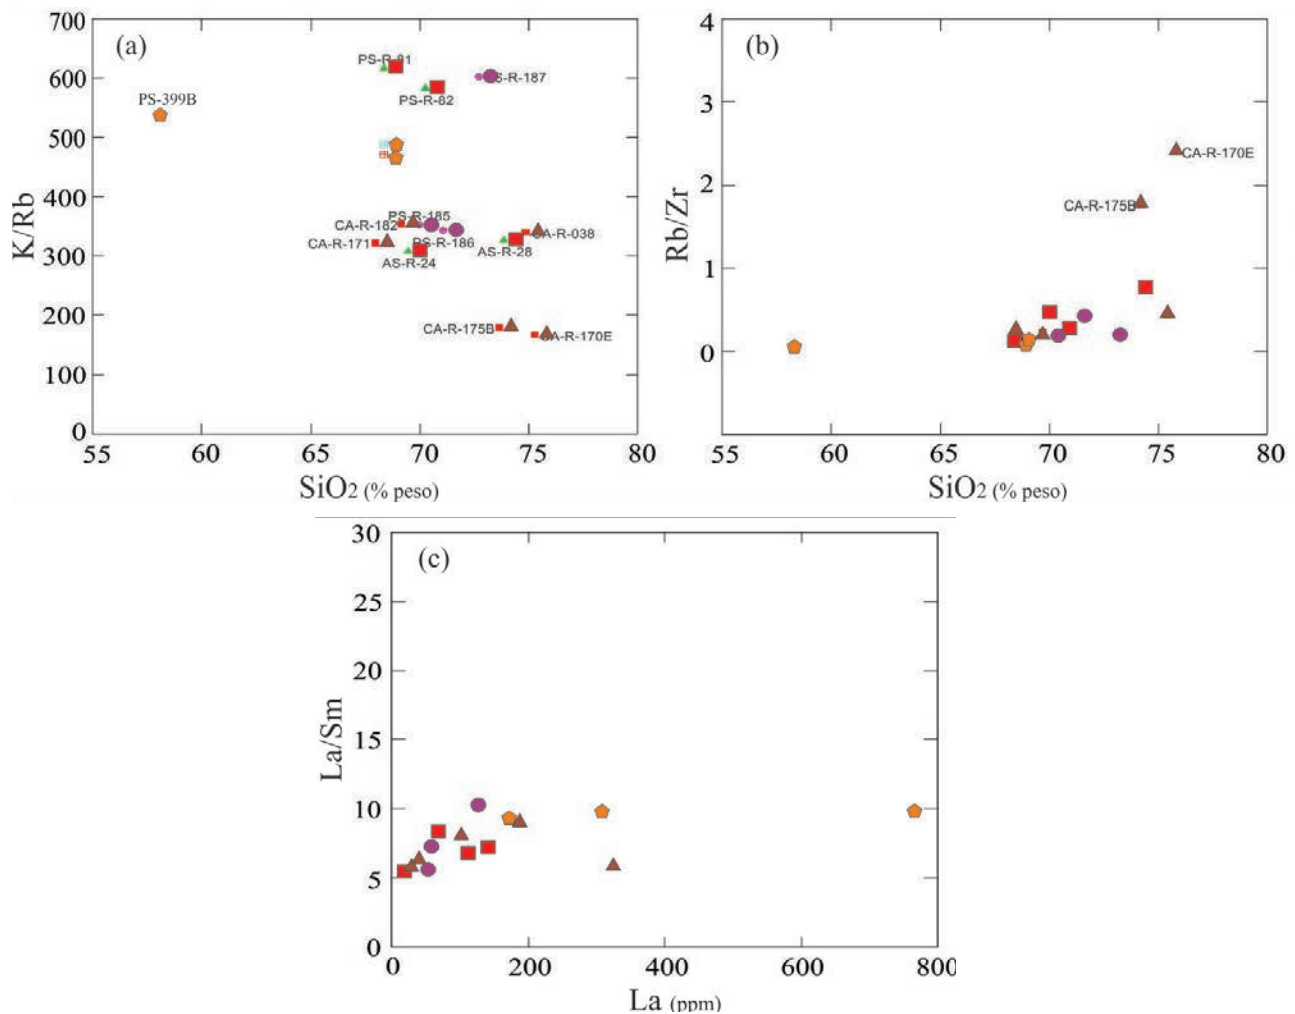 (a)
700
600
500
400
300
200
100
0
K/Rb
PS-R-81
PS-R-187
PS-R-82
PS-399B
PS-R-185
CA-R-182
CA-R-038
CA-R-171
PS-R-186
AS-R-28
AS-R-24
CA-R-175B
CA-R-170E
55 60 65 70 75 80
SiO2 (% peso)
(b)
4
3
2
1
0
Rb/Zr
CA-R-170E
CA-R-175B
55 60 65 70 75 80
SiO2 (% peso)
(c)
30
25
20
15
10
5
0
La/Sm
0 200 400 600 800
La (ppm)